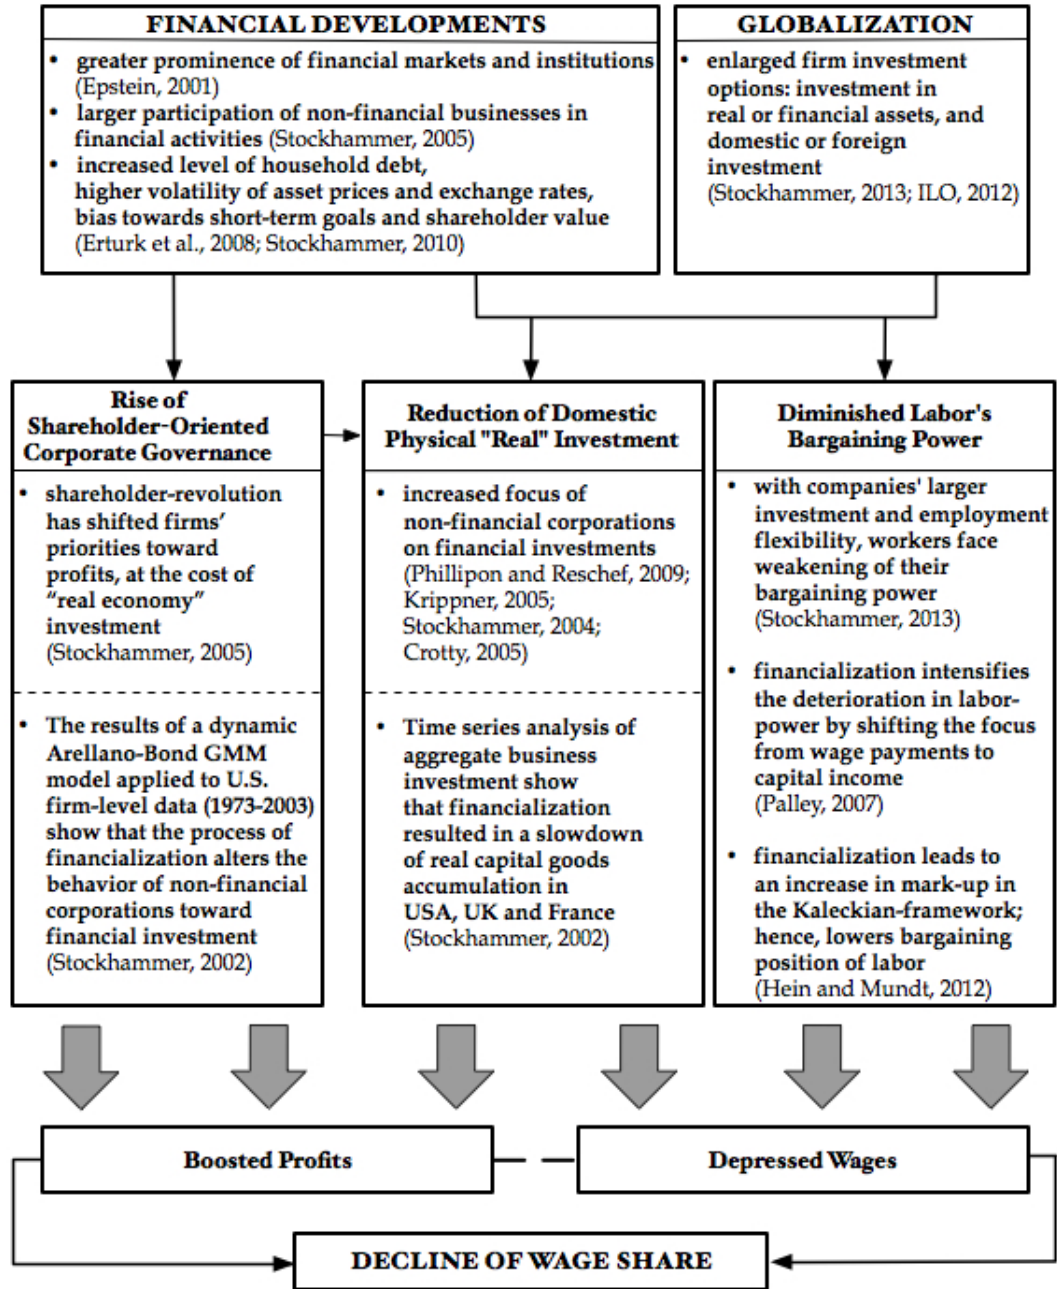 FINANCIAL DEVELOPMENTS
• greater prominence of financial markets and institutions
(Epstein, 2001)
• larger participation of non-financial businesses in
financial activities (Stockhammer, 2005)
• increased level of household debt,
higher volatility of asset prices and exchange rates,
bias towards short-term goals and shareholder value
(Erturk et al., 2008; Stockhammer, 2010)
GLOBALIZATION
• enlarged firm investment
options: investment in
real or financial assets, and
domestic or foreign
investment
(Stockhammer, 2013; ILO, 2012)
Rise of
Shareholder-Oriented
Corporate Governance
• shareholder-revolution
has shifted firms’
priorities toward
profits, at the cost of
“real economy”
investment
(Stockhammer, 2005)
• The results of a dynamic
Arellano-Bond GMM
model applied to U.S.
firm-level data (1973-2003)
show that the process of
financialization alters the
behavior of non-financial
corporations toward
financial investment
(Stockhammer, 2002)
Reduction of Domestic
Physical "Real" Investment
• increased focus of
non-financial corporations
on financial investments
(Phillipon and Reschef, 2009;
Krippner, 2005;
Stockhammer, 2004;
Crotty, 2005)
• Time series analysis of
aggregate business
investment show
that financialization
resulted in a slowdown
of real capital goods
accumulation in
USA, UK and France
(Stockhammer, 2002)
Diminished Labor's
Bargaining Power
• with companies' larger
investment and employment
flexibility, workers face
weakening of their
bargaining power
(Stockhammer, 2013)
• financialization intensifies
the deterioration in labor-
power by shifting the focus
from wage payments to
capital income
(Palley, 2007)
• financialization leads to
an increase in mark-up in
the Kaleckian-framework;
hence, lowers bargaining
position of labor
(Hein and Mundt, 2012)
Boosted Profits
Depressed Wages
DECLINE OF WAGE SHARE